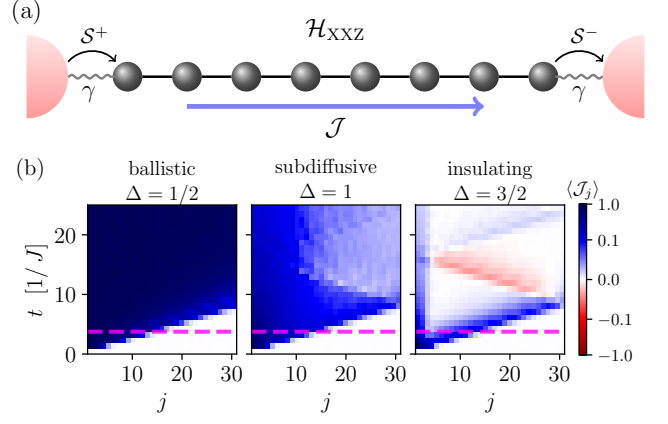 (a)
S⁺ H_XXZ S⁻
γ γ
J
(b)
ballistic subdiffusive insulating ⟨J_j⟩
Δ = 1/2 Δ = 1 Δ = 3/2
t [1/J]
20
10
0
10 20 30 10 20 30 10 20 30
j j j
1.0
0.1
0.0
−0.1
−1.0